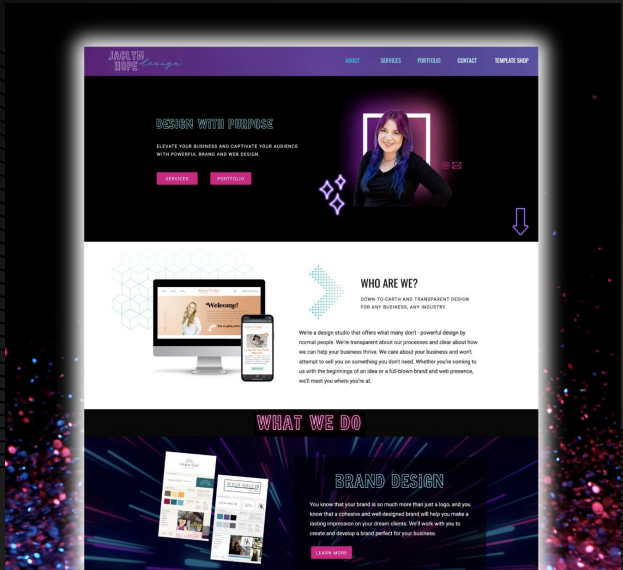 JACLYN
HOPE design
ABOUT SERVICES PORTFOLIO CONTACT TEMPLATE SHOP
DESIGN WITH PURPOSE
ELEVATE YOUR BUSINESS AND CAPTIVATE YOUR AUDIENCE
WITH POWERFUL BRAND AND WEB DESIGN.
SERVICES PORTFOLIO
WHO ARE WE?
DOWN-TO-EARTH AND TRANSPARENT DESIGN
FOR ANY BUSINESS, ANY INDUSTRY.
Welcome!
We're a design studio that offers what many don't - powerful design by
normal people. We're transparent about our processes and clear about how
we can help your business thrive. We care about your business and won't
attempt to sell you on something you don't need. Whether you're coming to
us with the beginnings of an idea or a full-blown brand and web presence,
we'll meet you where you're at.
WHAT WE DO
BRAND DESIGN
You know that your brand is so much more than just a logo, and you
know that a cohesive and well-designed brand will help you make a
lasting impression on your dream clients. We'll work with you to
create and develop a brand perfect for your business.
LEARN MORE